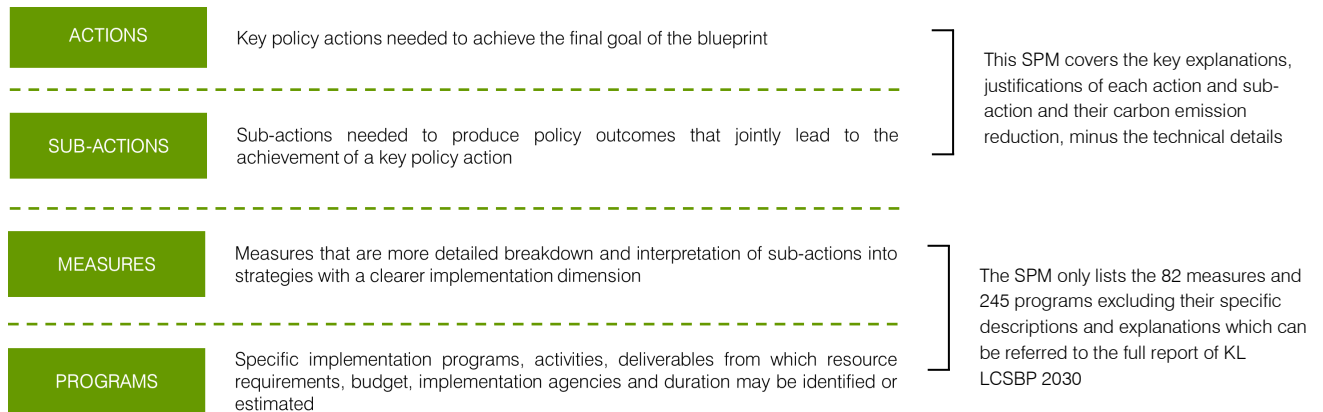 ACTIONS
Key policy actions needed to achieve the final goal of the blueprint
SUB-ACTIONS
Sub-actions needed to produce policy outcomes that jointly lead to the
achievement of a key policy action
This SPM covers the key explanations,
justifications of each action and sub-
action and their carbon emission
reduction, minus the technical details
MEASURES
Measures that are more detailed breakdown and interpretation of sub-actions into
strategies with a clearer implementation dimension
PROGRAMS
Specific implementation programs, activities, deliverables from which resource
requirements, budget, implementation agencies and duration may be identified or
estimated
The SPM only lists the 82 measures and
245 programs excluding their specific
descriptions and explanations which can
be referred to the full report of KL
LCSBP 2030